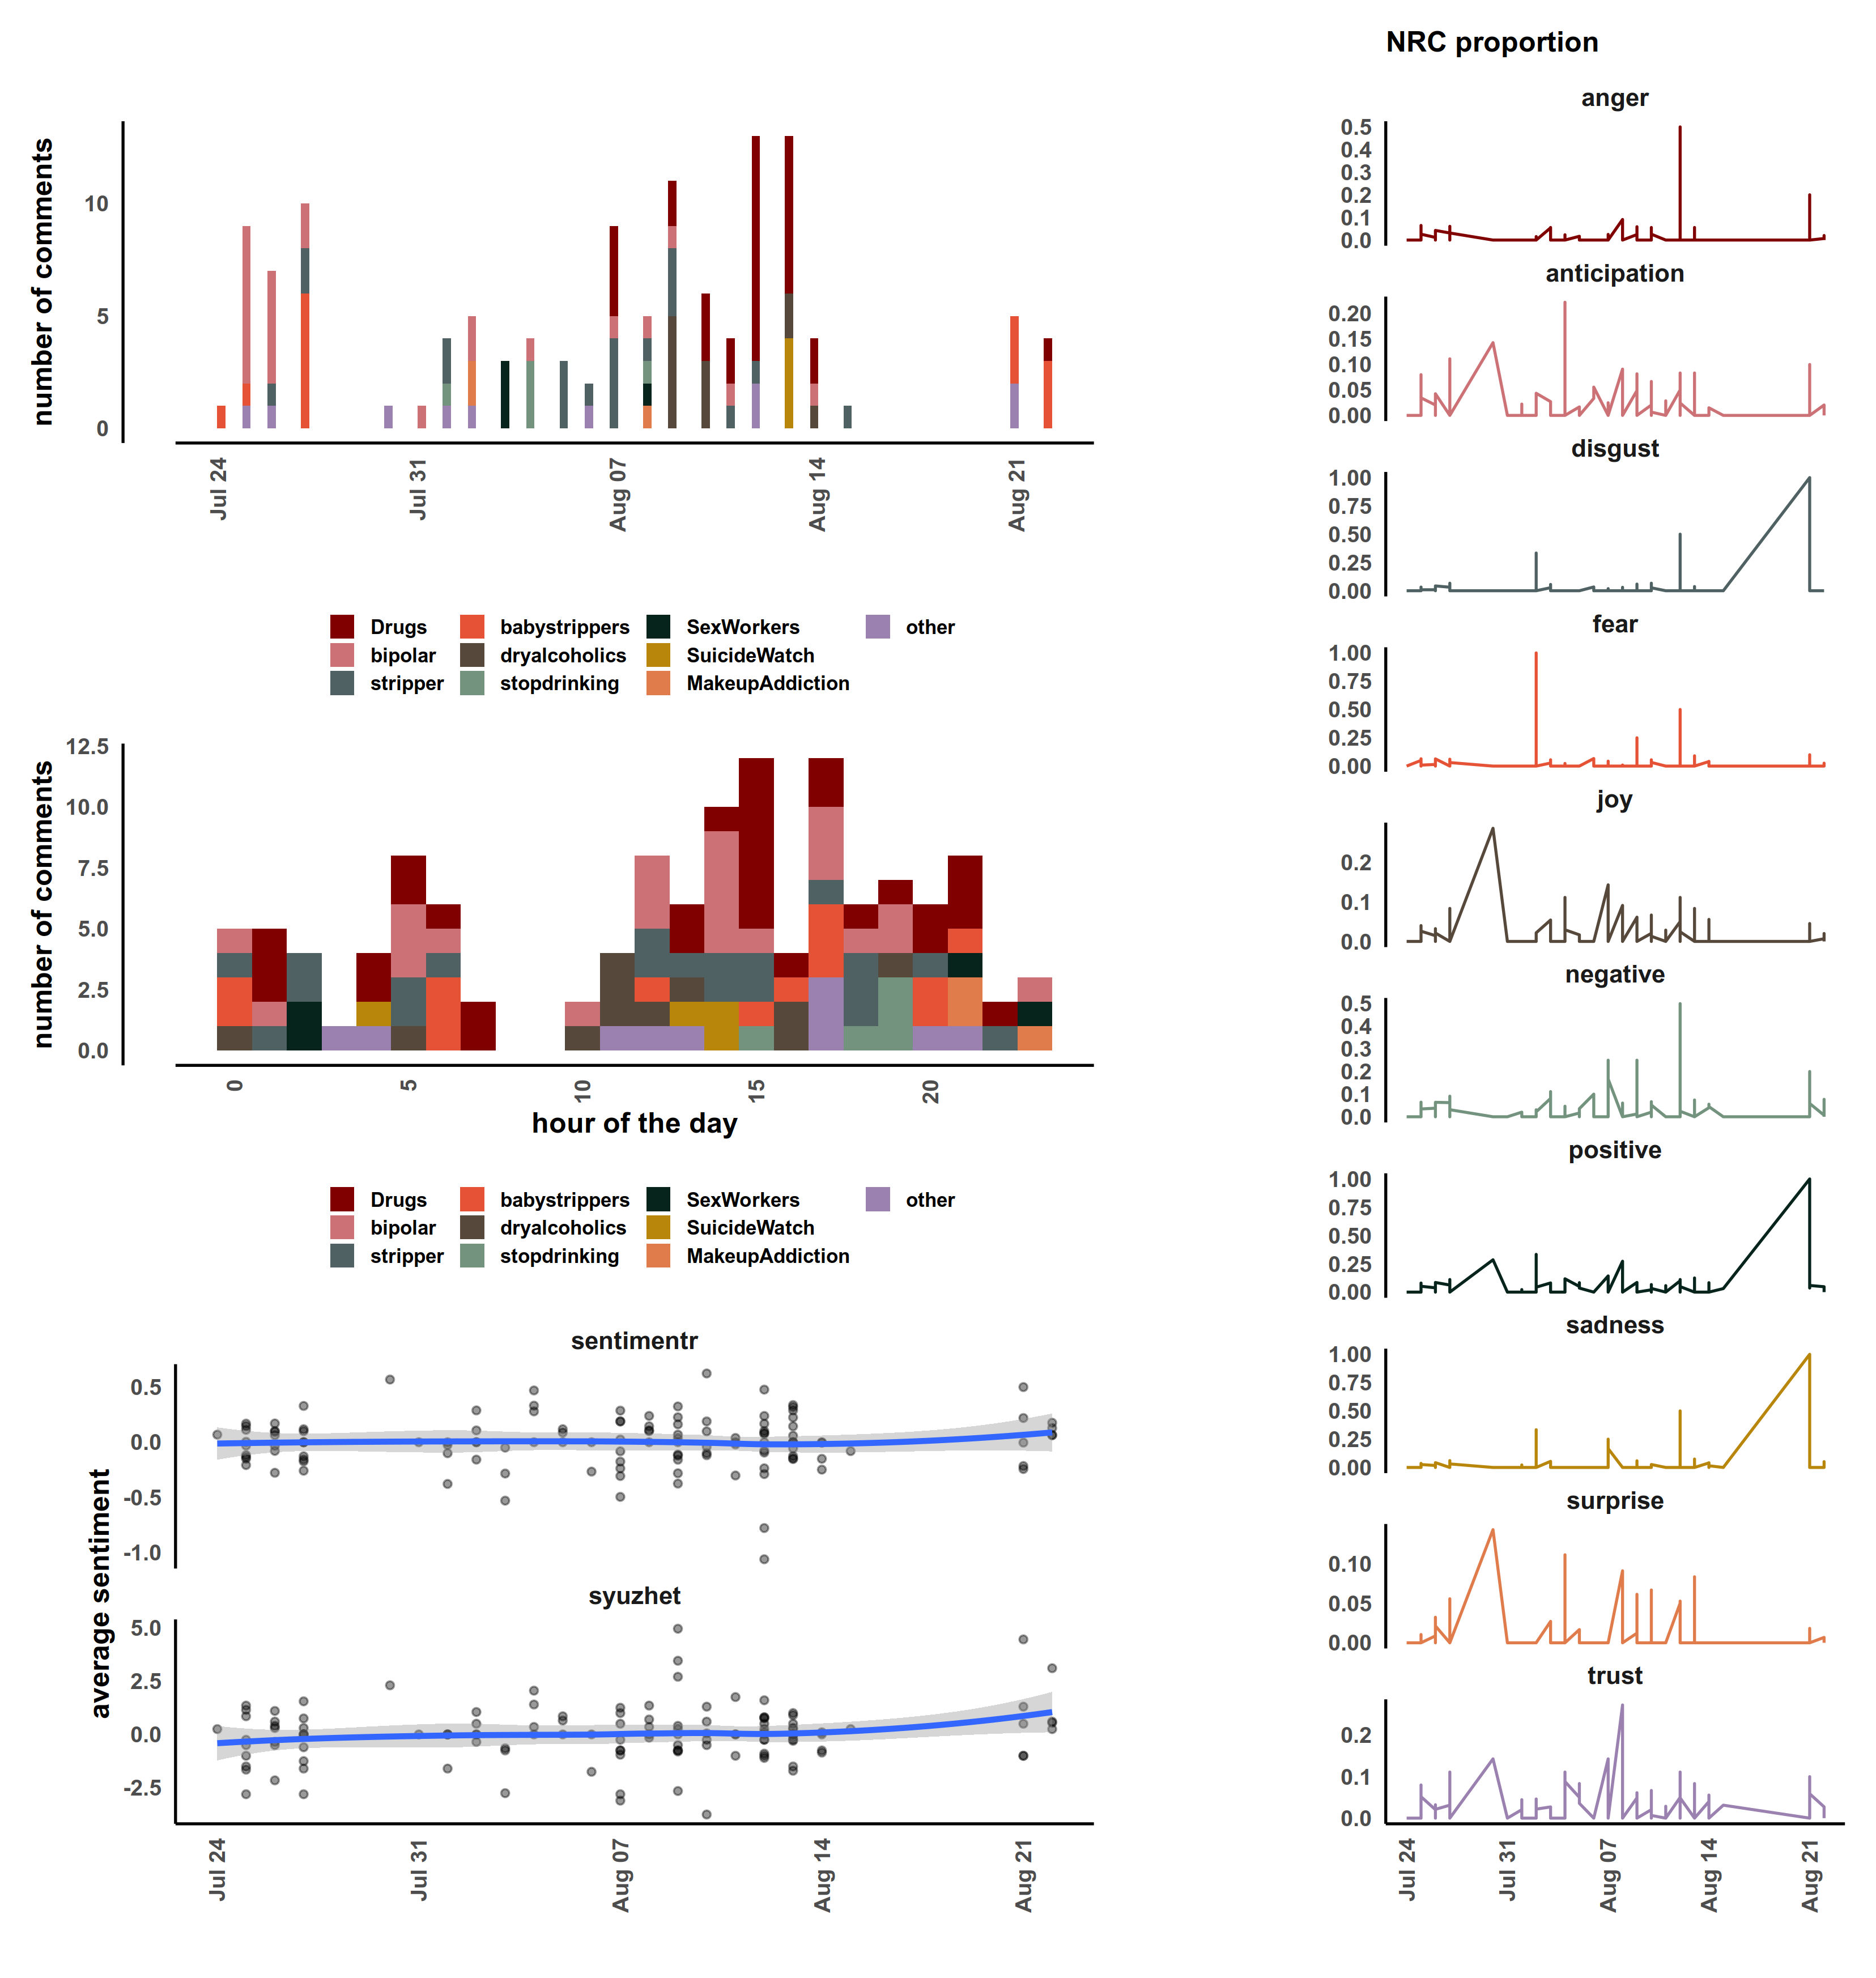 number of comments
10
5
0
Jul 24
Jul 31
Aug 07
Aug 14
Aug 21
Drugs babystrippers SexWorkers other
bipolar dryalcoholics SuicideWatch
stripper stopdrinking MakeupAddiction
number of comments
12.5
10.0
7.5
5.0
2.5
0.0
0
5
10
15
20
hour of the day
Drugs babystrippers SexWorkers other
bipolar dryalcoholics SuicideWatch
stripper stopdrinking MakeupAddiction
average sentiment
sentimentr
0.5
0.0
-0.5
-1.0
syuzhet
5.0
2.5
0.0
-2.5
Jul 24
Jul 31
Aug 07
Aug 14
Aug 21
NRC proportion
anger
0.5
0.4
0.3
0.2
0.1
0.0
anticipation
0.20
0.15
0.10
0.05
0.00
disgust
1.00
0.75
0.50
0.25
0.00
fear
1.00
0.75
0.50
0.25
0.00
joy
0.2
0.1
0.0
negative
0.5
0.4
0.3
0.2
0.1
0.0
positive
1.00
0.75
0.50
0.25
0.00
sadness
1.00
0.75
0.50
0.25
0.00
surprise
0.10
0.05
0.00
trust
0.2
0.1
0.0
Jul 24
Jul 31
Aug 07
Aug 14
Aug 21